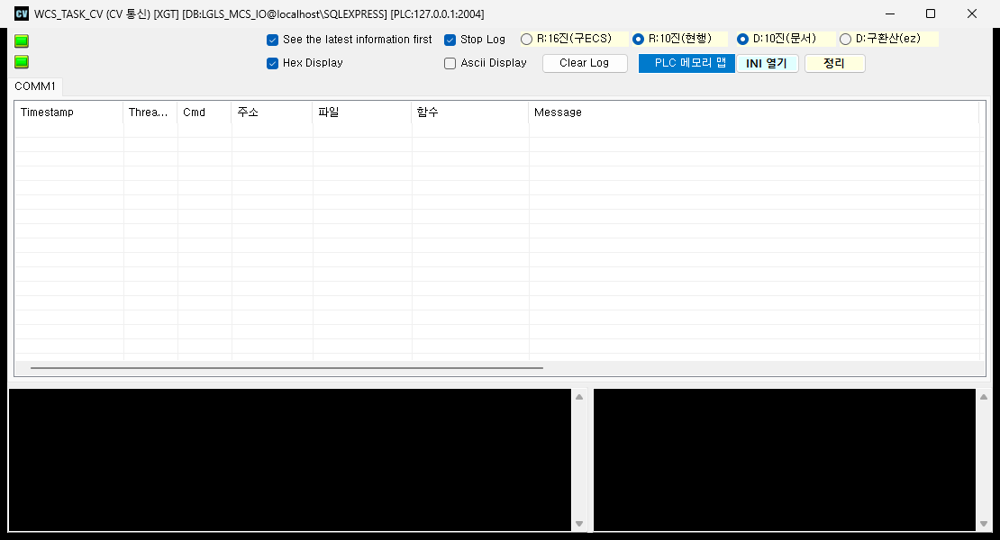 CV WCS_TASK_CV (CV 통신) [XGT] [DB:LGLS_MCS_IO@localhost\SQLEXPRESS] [PLC:127.0.0.1:2004]
See the latest information first Stop Log R:16진(구ECS) R:10진(현행) D:10진(문서) D:구환산(ez)
Hex Display Ascii Display Clear Log PLC 메모리 맵 INI 열기 정리
COMM1
Timestamp Threa... Cmd 주소 파일 함수 Message